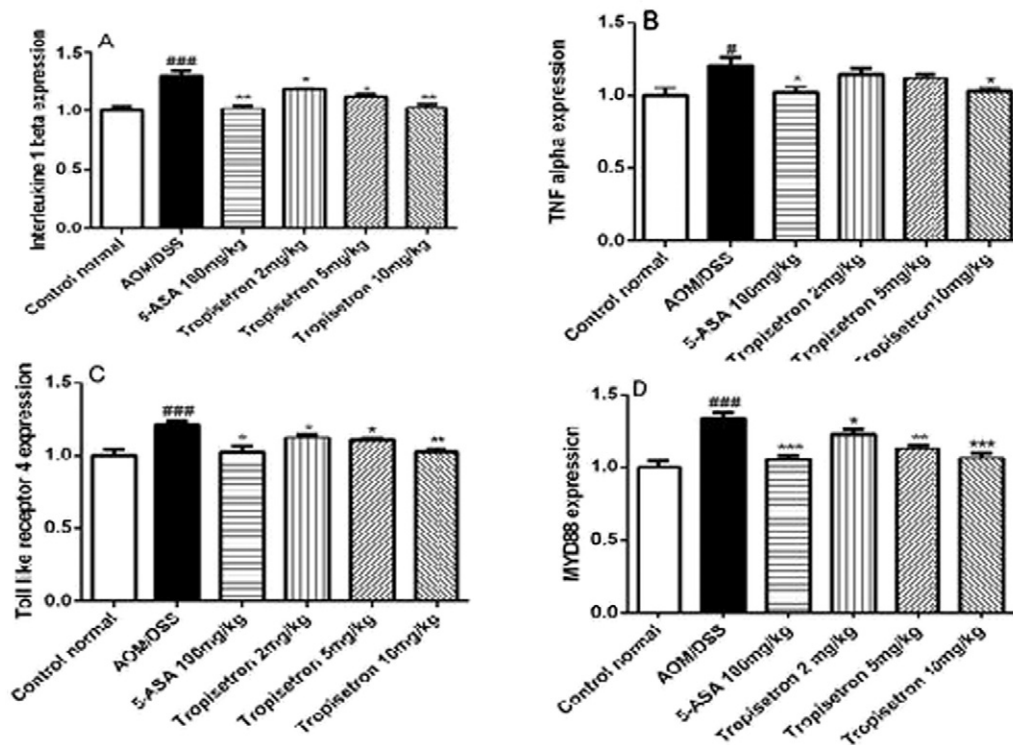 A
Interleukine 1 beta expression
1.5
1.0
0.5
0.0
###
**
*
*
**
Control normal
AOM/DSS
5-ASA 100mg/kg
Tropisetron 2mg/kg
Tropisetron 5mg/kg
Tropisetron 10mg/kg
B
TNF alpha expression
1.5
1.0
0.5
0.0
#
*
*
Control normal
AOM/DSS
5-ASA 100mg/kg
Tropisetron 2mg/kg
Tropisetron 5mg/kg
Tropisetron10mg/kg
C
Toll like receptor 4 expression
1.5
1.0
0.5
0.0
###
*
*
*
**
Control normal
AOM/DSS
5-ASA 100mg/kg
Tropisetron 2mg/kg
Tropisetron 5mg/kg
Tropisetron 10mg/kg
D
MYD88 expression
1.5
1.0
0.5
0.0
###
***
*
**
***
Control normal
AOM/DSS
5-ASA 100mg/kg
Tropisetron 2 mg/kg
Tropisetron 5mg/kg
Tropisetron 10mg/kg